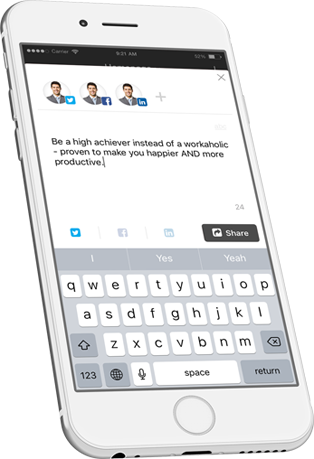 Carrier 9:21 AM 52%
Be a high achiever instead of a workaholic
- proven to make you happier AND more
productive.
24
Share
I Yes Yeah
q w e r t y u i o p
a s d f g h j k l
z x c v b n m
123 space return